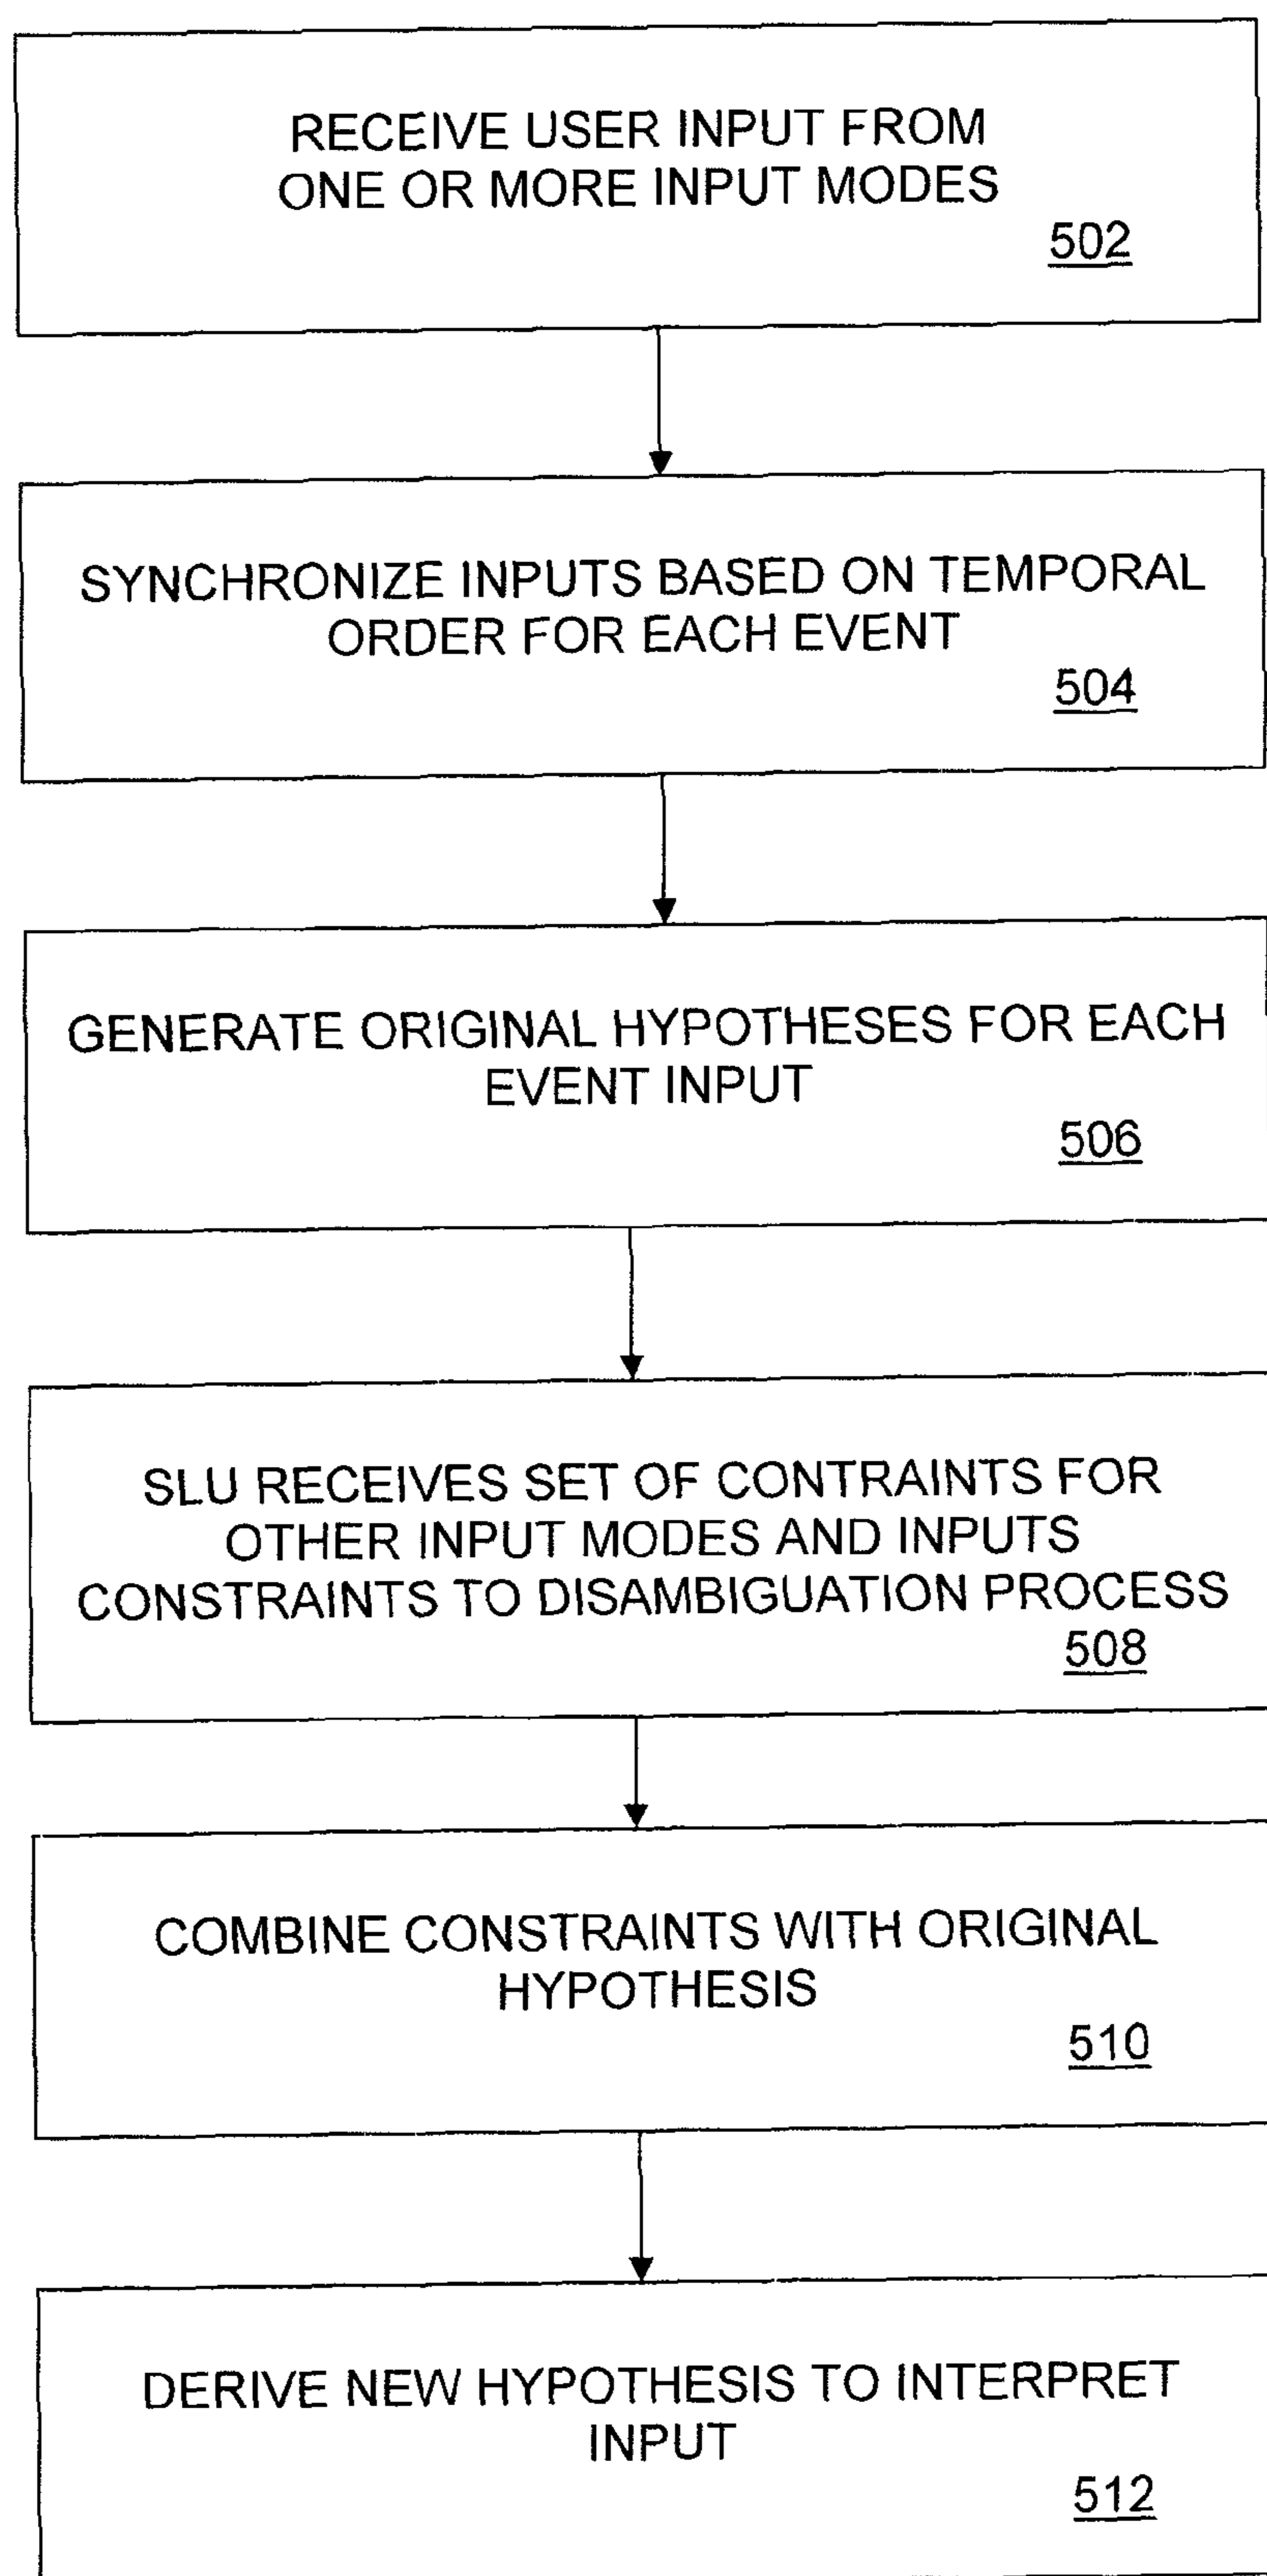 RECEIVE USER INPUT FROM
ONE OR MORE INPUT MODES
502
SYNCHRONIZE INPUTS BASED ON TEMPORAL
ORDER FOR EACH EVENT
504
GENERATE ORIGINAL HYPOTHESES FOR EACH
EVENT INPUT
506
SLU RECEIVES SET OF CONTRAINTS FOR
OTHER INPUT MODES AND INPUTS
CONSTRAINTS TO DISAMBIGUATION PROCESS
508
COMBINE CONSTRAINTS WITH ORIGINAL
HYPOTHESIS
510
DERIVE NEW HYPOTHESIS TO INTERPRET
INPUT
512